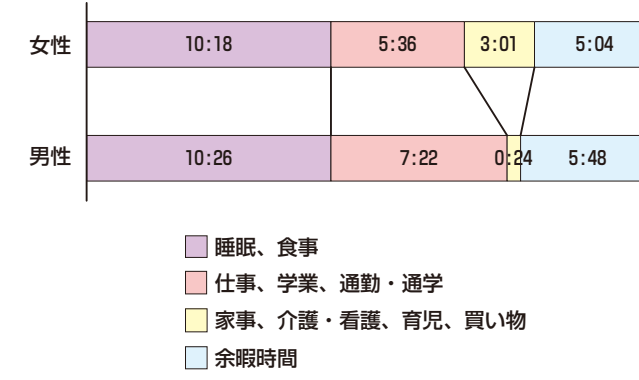 女性 10:18 5:36 3:01 5:04
男性 10:26 7:22 0:24 5:48
睡眠、食事
仕事、学業、通勤・通学
家事、介護・看護、育児、買い物
余暇時間